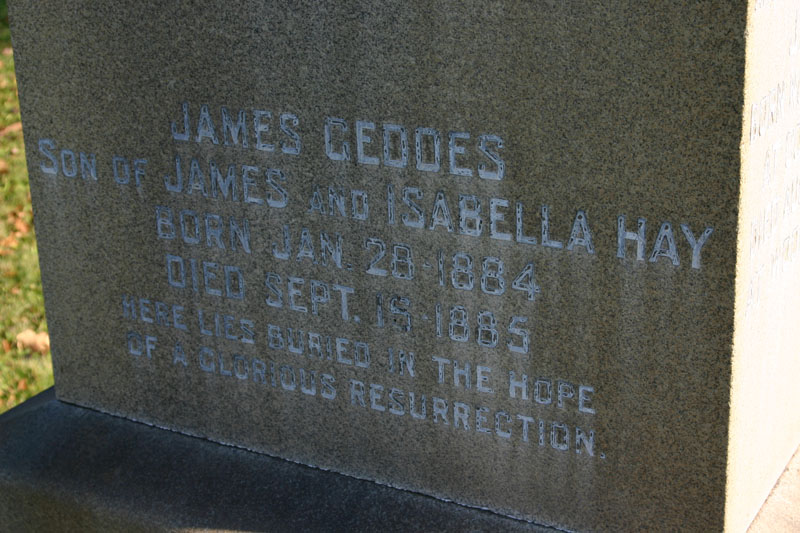 JAMES GEDDES
SON OF JAMES AND ISABELLA HAY
BORN JAN. 28-1884
DIED SEPT. 16-1885
HERE LIES BURIED IN THE HOPE
OF A GLORIOUS RESURRECTION.